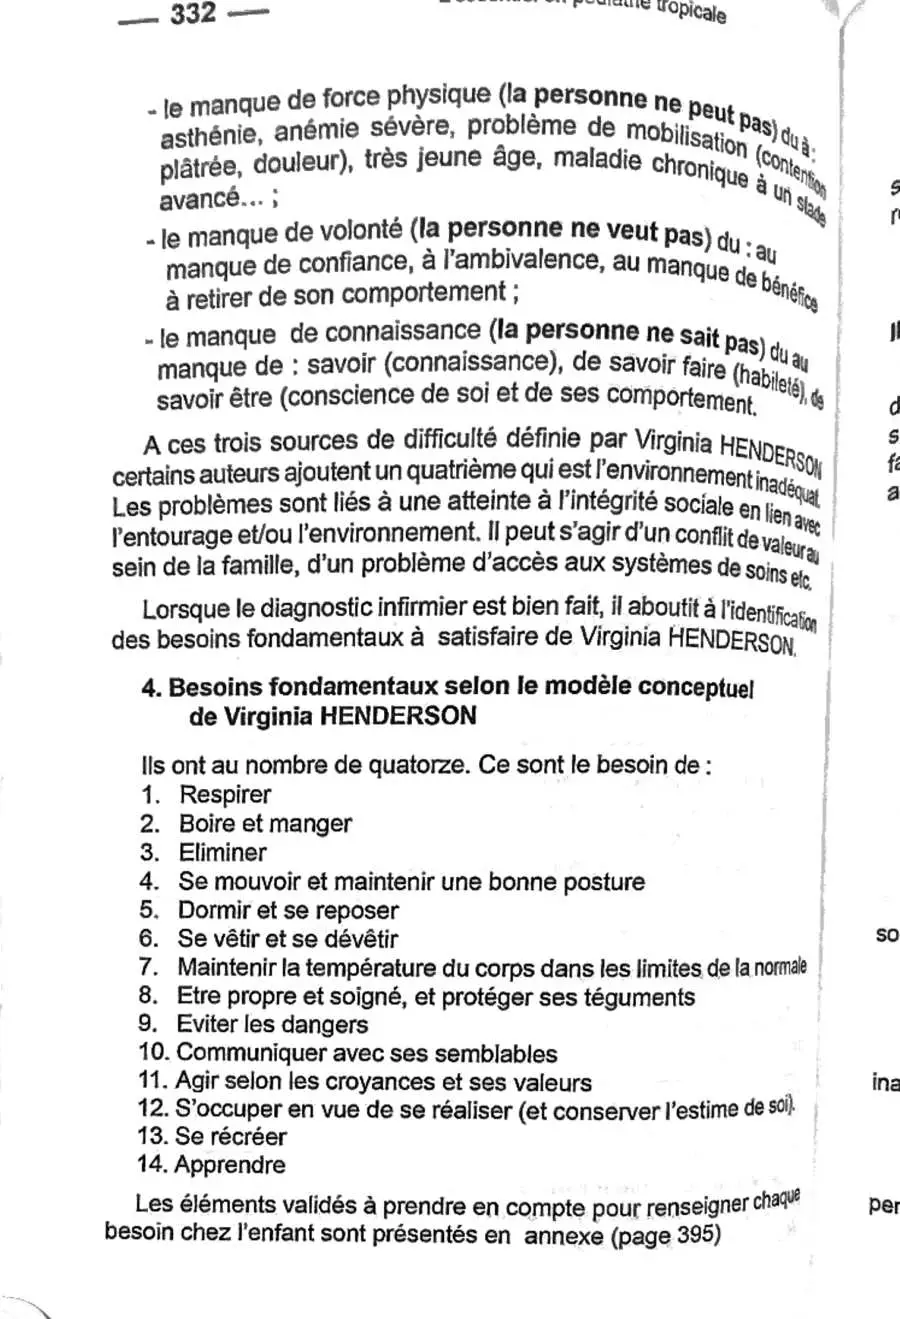 — 332 —
pédiatrie tropicale
- le manque de force physique (la personne ne peut pas) du à :
asthénie, anémie sévère, problème de mobilisation (contention
plâtrée, douleur), très jeune âge, maladie chronique à un stade
avancé... ;
- le manque de volonté (la personne ne veut pas) du : au
manque de confiance, à l'ambivalence, au manque de bénéfice
à retirer de son comportement ;
- le manque de connaissance (la personne ne sait pas) du au
manque de : savoir (connaissance), de savoir faire (habileté), de
savoir être (conscience de soi et de ses comportement.
A ces trois sources de difficulté définie par Virginia HENDERSON
certains auteurs ajoutent un quatrième qui est l'environnement inadéquat.
Les problèmes sont liés à une atteinte à l'intégrité sociale en lien avec
l'entourage et/ou l'environnement. Il peut s'agir d'un conflit de valeur au
sein de la famille, d'un problème d'accès aux systèmes de soins etc.
Lorsque le diagnostic infirmier est bien fait, il aboutit à l'identification
des besoins fondamentaux à satisfaire de Virginia HENDERSON.
4. Besoins fondamentaux selon le modèle conceptuel
de Virginia HENDERSON
Ils ont au nombre de quatorze. Ce sont le besoin de :
1. Respirer
2. Boire et manger
3. Eliminer
4. Se mouvoir et maintenir une bonne posture
5. Dormir et se reposer
6. Se vêtir et se dévêtir
7. Maintenir la température du corps dans les limites de la normale
8. Etre propre et soigné, et protéger ses téguments
9. Eviter les dangers
10. Communiquer avec ses semblables
11. Agir selon les croyances et ses valeurs
12. S'occuper en vue de se réaliser (et conserver l'estime de soi).
13. Se récréer
14. Apprendre
Les éléments validés à prendre en compte pour renseigner chaque
besoin chez l'enfant sont présentés en annexe (page 395)